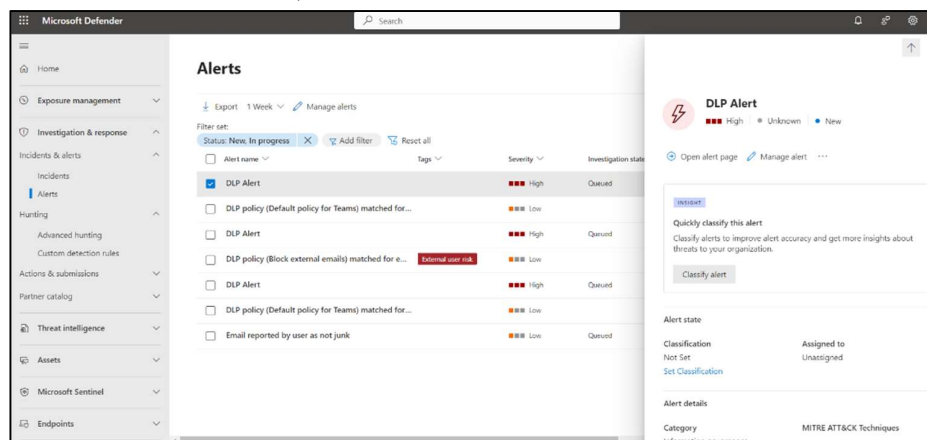 Microsoft Defender
Search
Home
Exposure management
Investigation & response
Incidents & alerts
Incidents
Alerts
Hunting
Advanced hunting
Custom detection rules
Actions & submissions
Partner catalog
Threat intelligence
Assets
Microsoft Sentinel
Endpoints
Alerts
Export 1 Week Manage alerts
Filter set:
Status: New, In progress X Add filter Reset all
Alert name Tags Severity Investigation state
DLP Alert High Queued
DLP policy (Default policy for Teams) matched for... Low
DLP Alert High Queued
DLP policy (Block external emails) matched for e... External user risk Low
DLP Alert High Queued
DLP policy (Default policy for Teams) matched for... Low
Email reported by user as not junk Low Queued
DLP Alert
High Unknown New
Open alert page Manage alert ...
INSIGHT
Quickly classify this alert
Classify alerts to improve alert accuracy and get more insights about
threats to your organization.
Classify alert
Alert state
Classification Assigned to
Not Set Unassigned
Set Classification
Alert details
Category MITRE ATT&CK Techniques